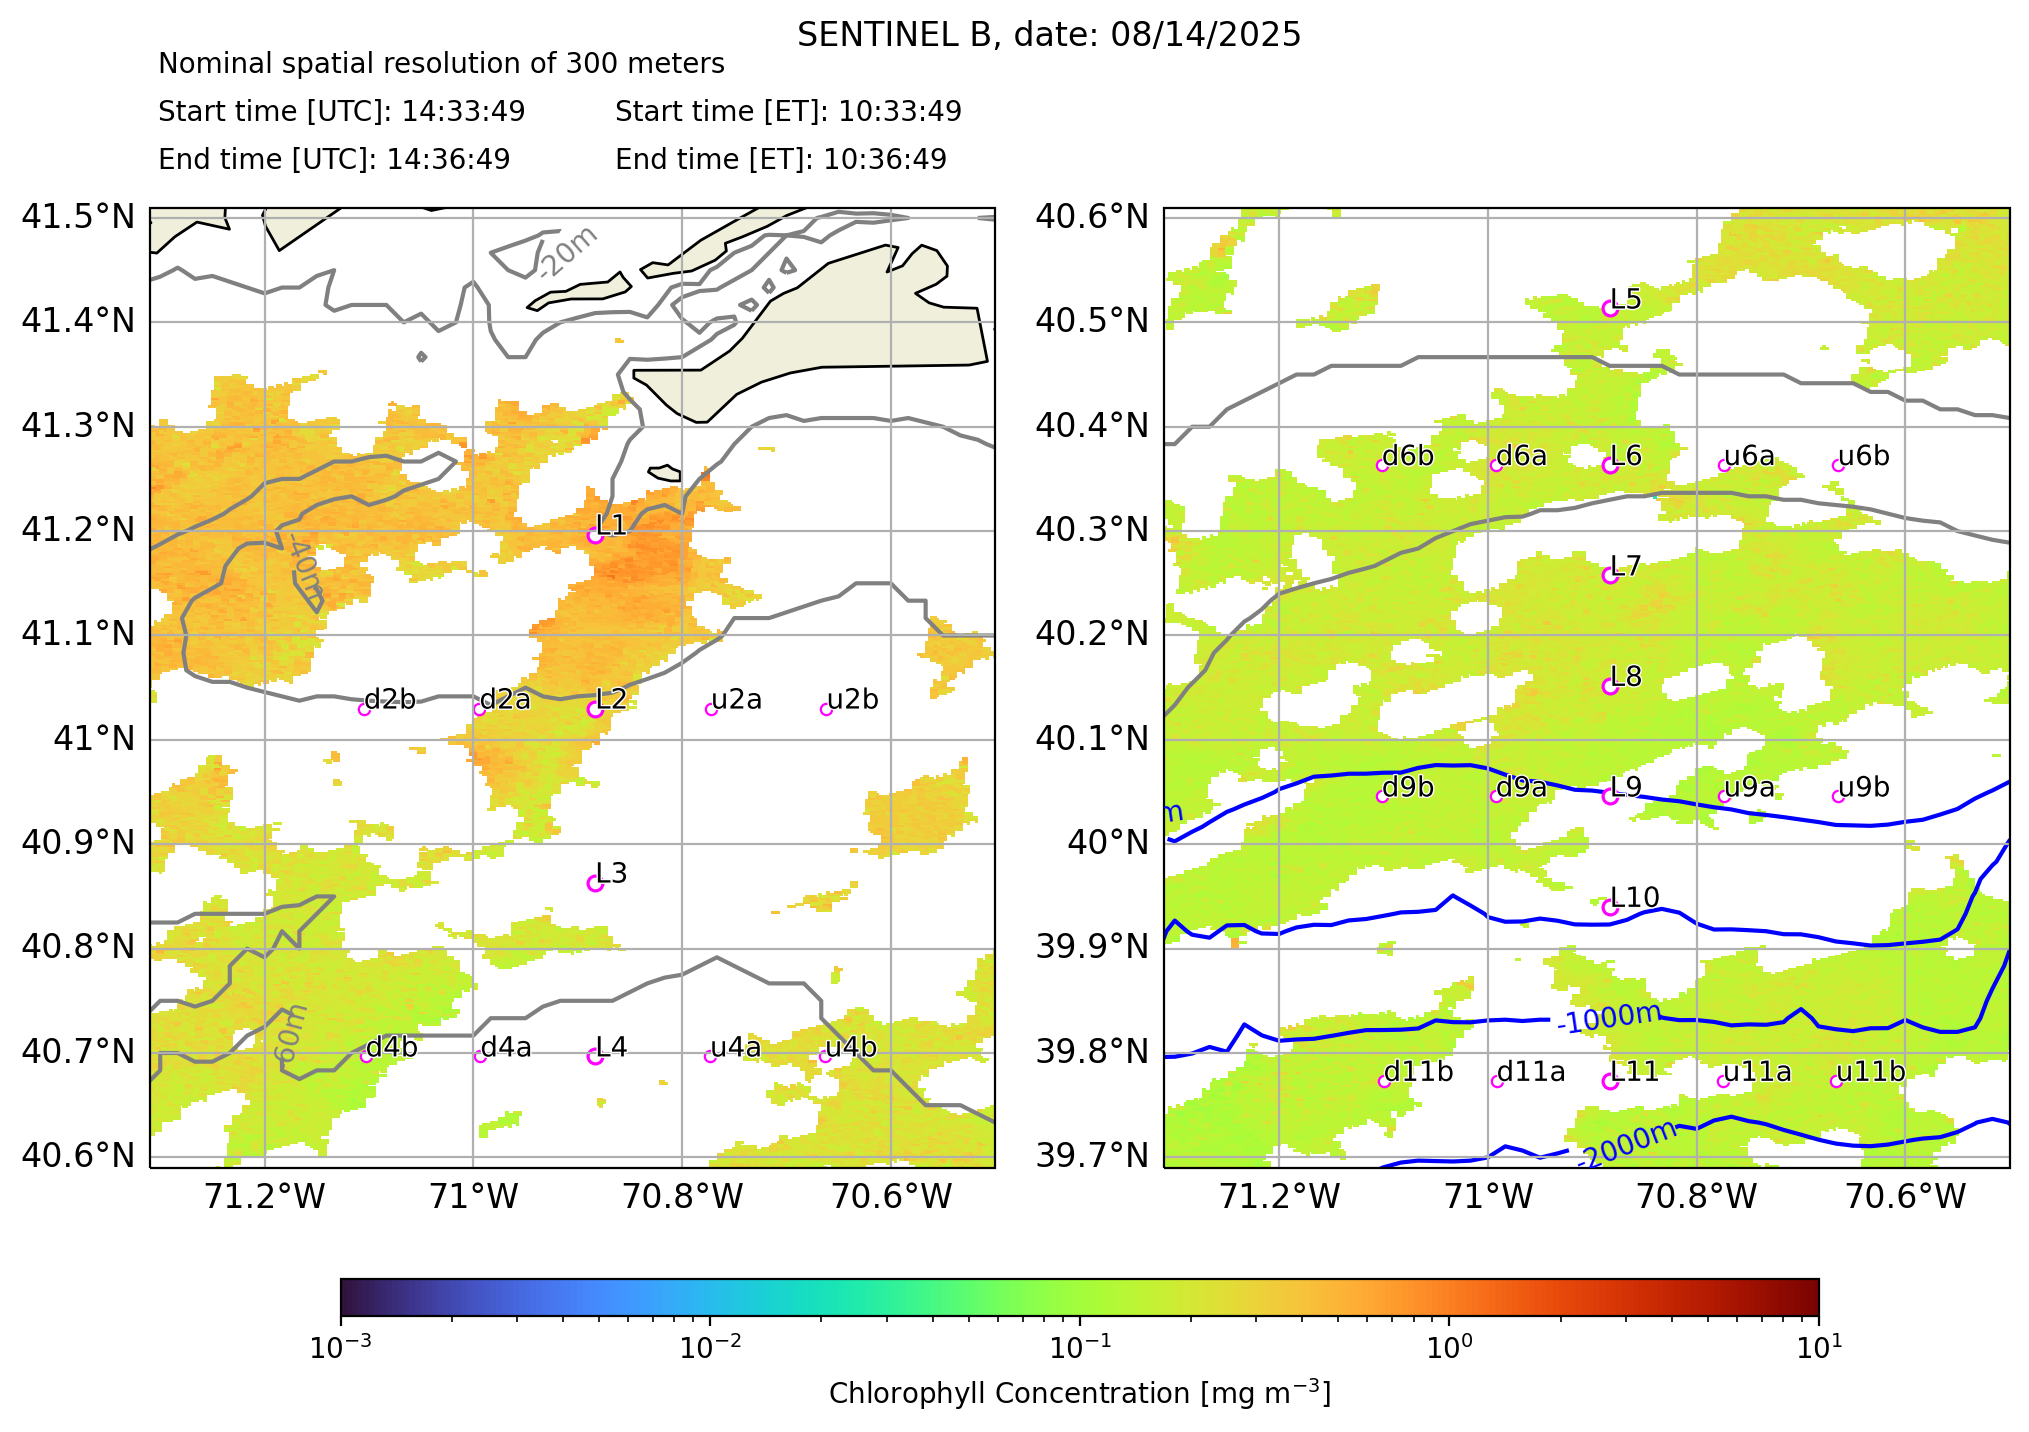 SENTINEL B, date: 08/14/2025
Nominal spatial resolution of 300 meters
Start time [UTC]: 14:33:49 Start time [ET]: 10:33:49
End time [UTC]: 14:36:49 End time [ET]: 10:36:49
41.5°N
41.4°N
41.3°N
41.2°N
41.1°N
41°N
40.9°N
40.8°N
40.7°N
40.6°N
71.2°W 71°W 70.8°W 70.6°W
-20m
-40m
-60m
L1
d2b d2a L2 u2a u2b
L3
d4b d4a L4 u4a u4b
40.6°N
40.5°N
40.4°N
40.3°N
40.2°N
40.1°N
40°N
39.9°N
39.8°N
39.7°N
71.2°W 71°W 70.8°W 70.6°W
L5
d6b d6a L6 u6a u6b
L7
L8
m
d9b d9a L9 u9a u9b
L10
-1000m
d11b d11a L11 u11a u11b
-2000m
10⁻³ 10⁻² 10⁻¹ 10⁰ 10¹
Chlorophyll Concentration [mg m⁻³]